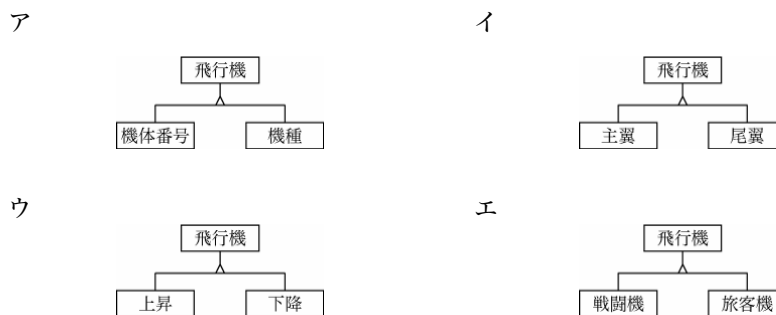 ア
飛行機
機体番号 機種
イ
飛行機
主翼 尾翼
ウ
飛行機
上昇 下降
エ
飛行機
戦闘機 旅客機